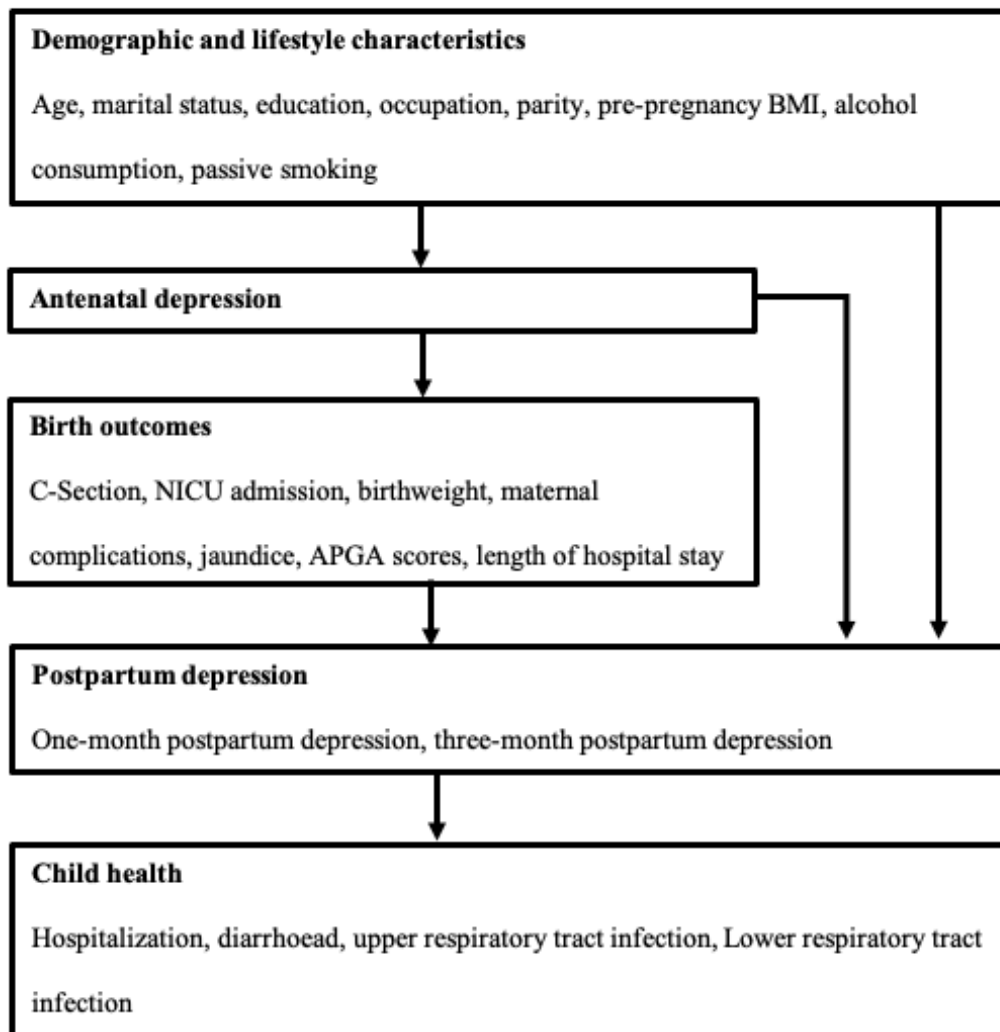 Demographic and lifestyle characteristics
Age, marital status, education, occupation, parity, pre-pregnancy BMI, alcohol
consumption, passive smoking
Antenatal depression
Birth outcomes
C-Section, NICU admission, birthweight, maternal
complications, jaundice, APGA scores, length of hospital stay
Postpartum depression
One-month postpartum depression, three-month postpartum depression
Child health
Hospitalization, diarrhoead, upper respiratory tract infection, Lower respiratory tract
infection